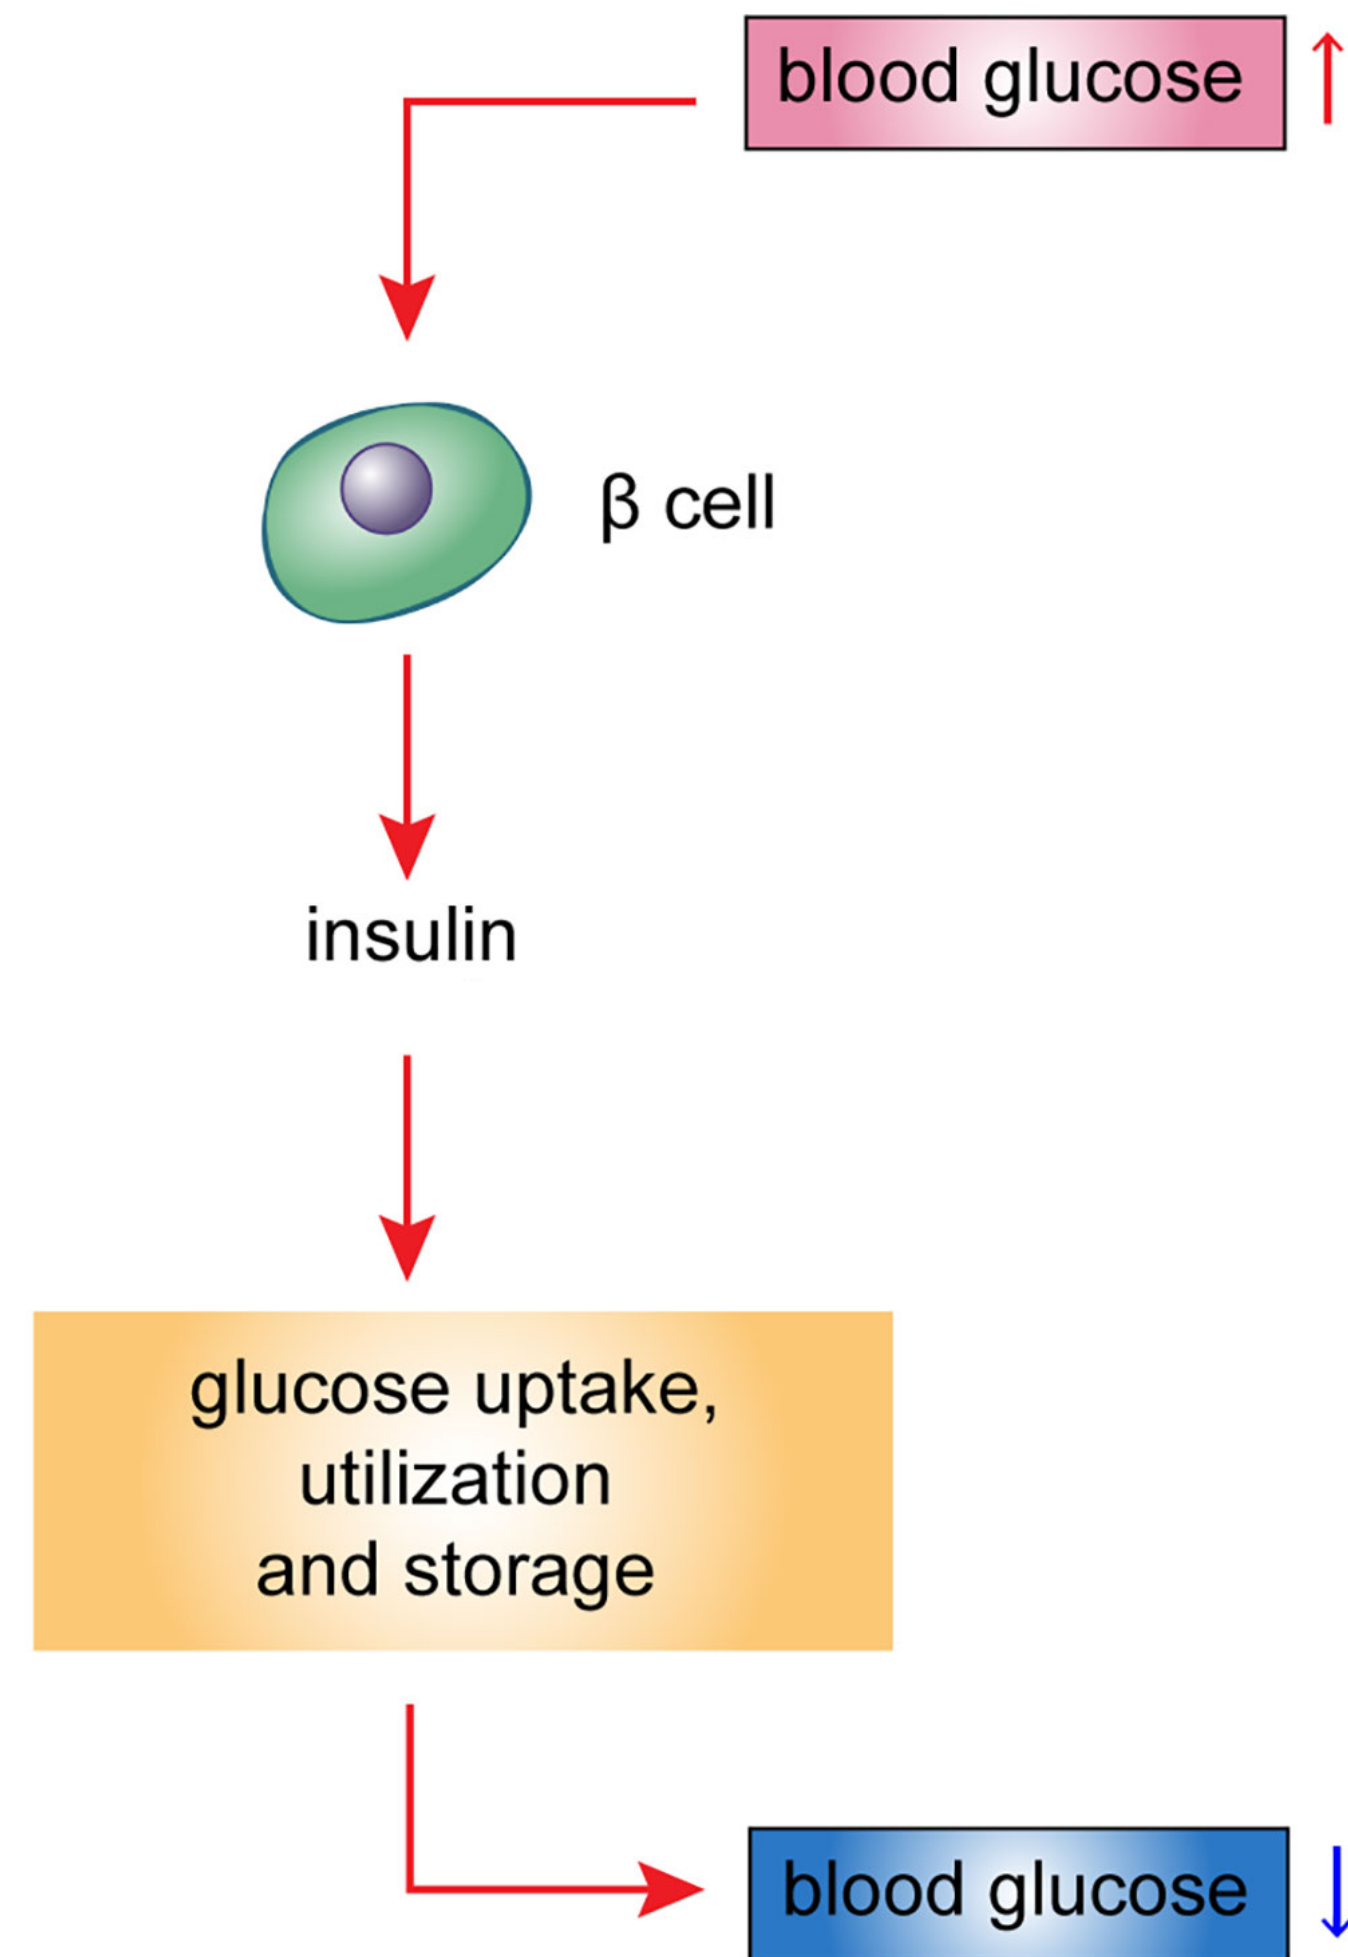 blood glucose ↑
β cell
insulin
glucose uptake,
utilization
and storage
blood glucose ↓